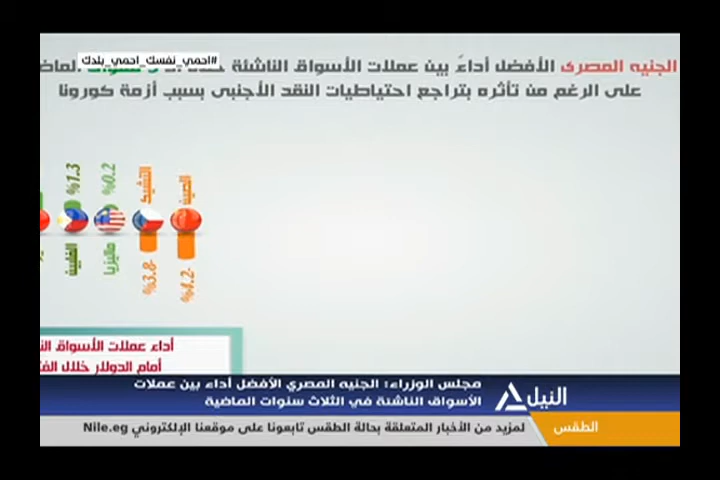 #احمي_نفسك_احمي_بلدك
الجنيه المصرى الأفضل أداءً بين عملات الأسواق الناشئة
على الرغم من تأثره بتراجع احتياطيات النقد الأجنبى بسبب أزمة كورونا
%1.3
%0.2
التشيك
الصين
الفلبين
ماليزيا
%3.8-
%4.2-
أداء عملات الأسواق
أمام الدولار خلال
النيل
مجلس الوزراء: الجنيه المصري الأفضل أداء بين عملات
الأسواق الناشئة في الثلاث سنوات الماضية
الطقس
لمزيد من الأخبار المتعلقة بحالة الطقس تابعونا على موقعنا الإلكتروني Nile.eg